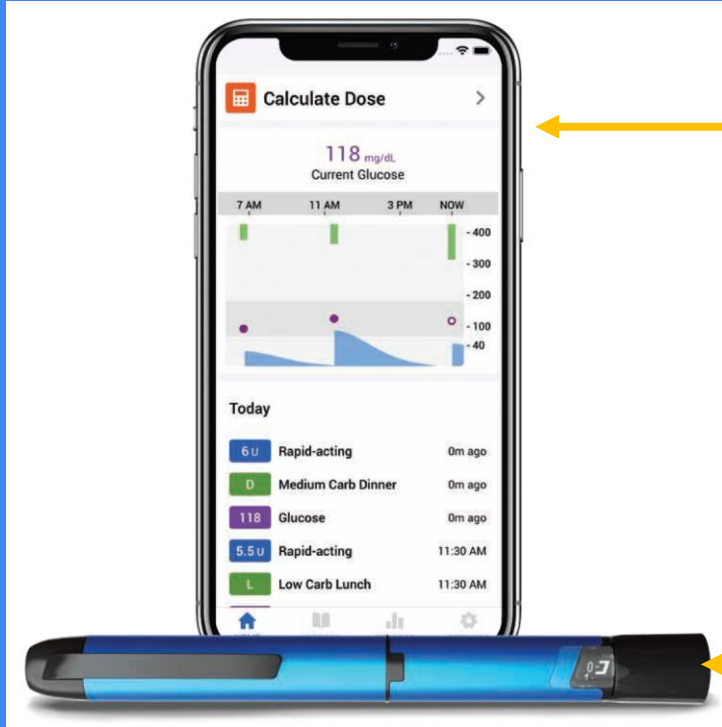 Calculate Dose
118 mg/dL
Current Glucose
7 AM 11 AM 3 PM NOW
- 400
- 300
- 200
- 100
- 40
Today
6 U Rapid-acting 0m ago
D Medium Carb Dinner 0m ago
118 Glucose 0m ago
5.5 U Rapid-acting 11:30 AM
L Low Carb Lunch 11:30 AM
0